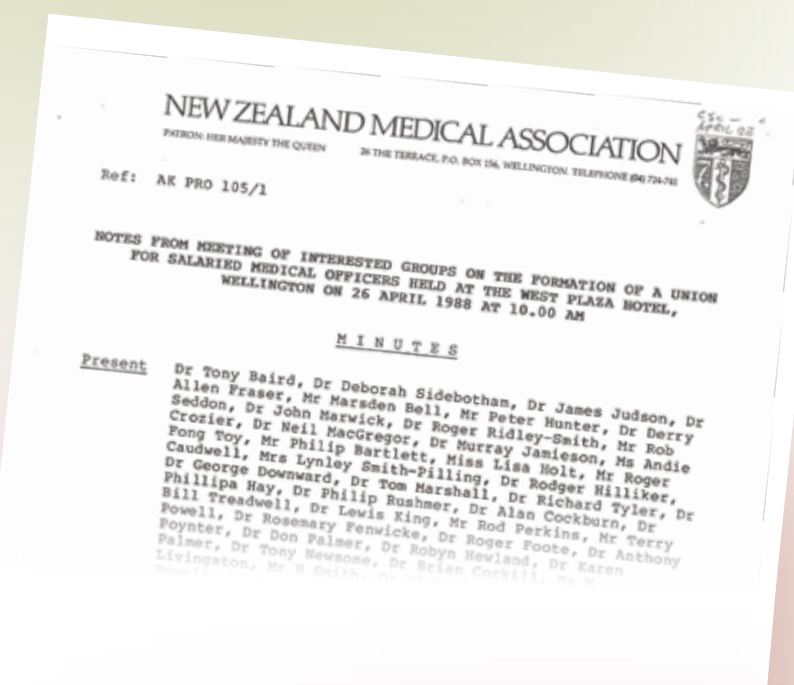 NEW ZEALAND MEDICAL ASSOCIATION
PATRON: HER MAJESTY THE QUEEN 26 THE TERRACE, P.O. BOX 156, WELLINGTON. TELEPHONE (04) 724-741
APRIL 88
Ref: AK PRO 105/1
NOTES FROM MEETING OF INTERESTED GROUPS ON THE FORMATION OF A UNION
FOR SALARIED MEDICAL OFFICERS HELD AT THE WEST PLAZA HOTEL,
WELLINGTON ON 26 APRIL 1988 AT 10.00 AM
M I N U T E S
Present Dr Tony Baird, Dr Deborah Sidebotham, Dr James Judson, Dr
Allen Fraser, Mr Marsden Bell, Mr Peter Hunter, Dr Derry
Seddon, Dr John Marwick, Dr Roger Ridley-Smith, Mr Rob
Crozier, Dr Neil MacGregor, Dr Murray Jamieson, Ms Andie
Fong Toy, Mr Philip Bartlett, Miss Lisa Holt, Mr Roger
Caudwell, Mrs Lynley Smith-Pilling, Dr Rodger Hilliker,
Dr George Downward, Dr Tom Marshall, Dr Richard Tyler, Dr
Phillipa Hay, Dr Philip Rushmer, Dr Alan Cockburn, Dr
Bill Treadwell, Dr Lewis King, Mr Rod Perkins, Mr Terry
Powell, Dr Rosemary Fenwicke, Dr Roger Foote, Dr Anthony
Poynter, Dr Don Palmer, Dr Robyn Hewland, Dr Karen
Palmer, Dr Tony Newsome, Dr Brian Corkill, Ms M
Livingston, Mr H Smith,